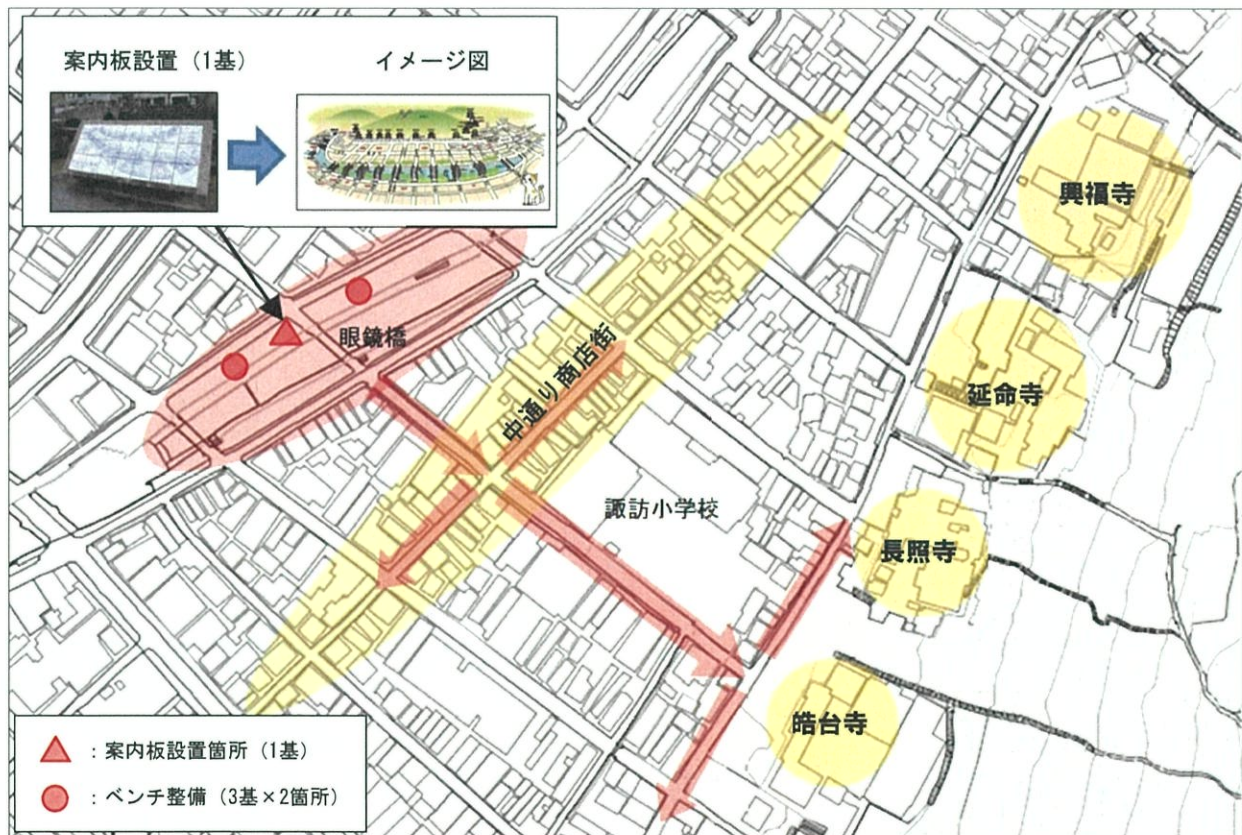 案内板設置（1基）
イメージ図
興福寺
眼鏡橋
中通り商店街
延命寺
諏訪小学校
長照寺
皓台寺
：案内板設置箇所（1基）
：ベンチ整備（3基×2箇所）